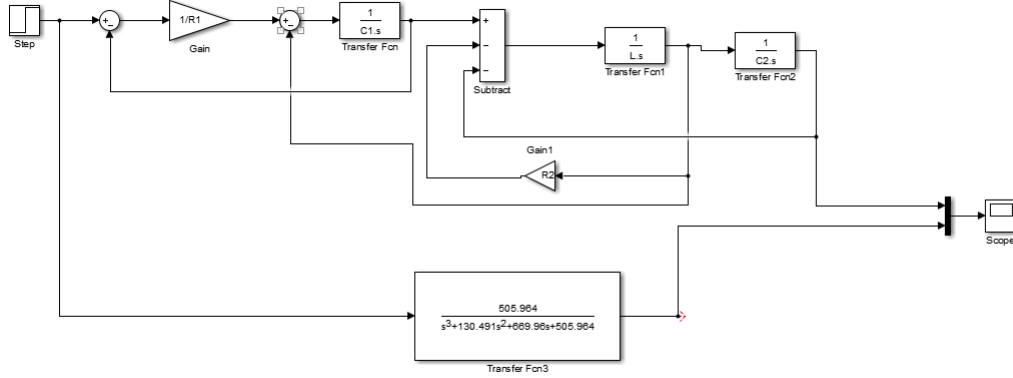 Step
1/R1
Gain
1
C1.s
Transfer Fcn
Subtract
1
L.s
Transfer Fcn1
1
C2.s
Transfer Fcn2
Gain1
R2
Scope
505.964
s3+130.491s2+669.96s+505.964
Transfer Fcn3